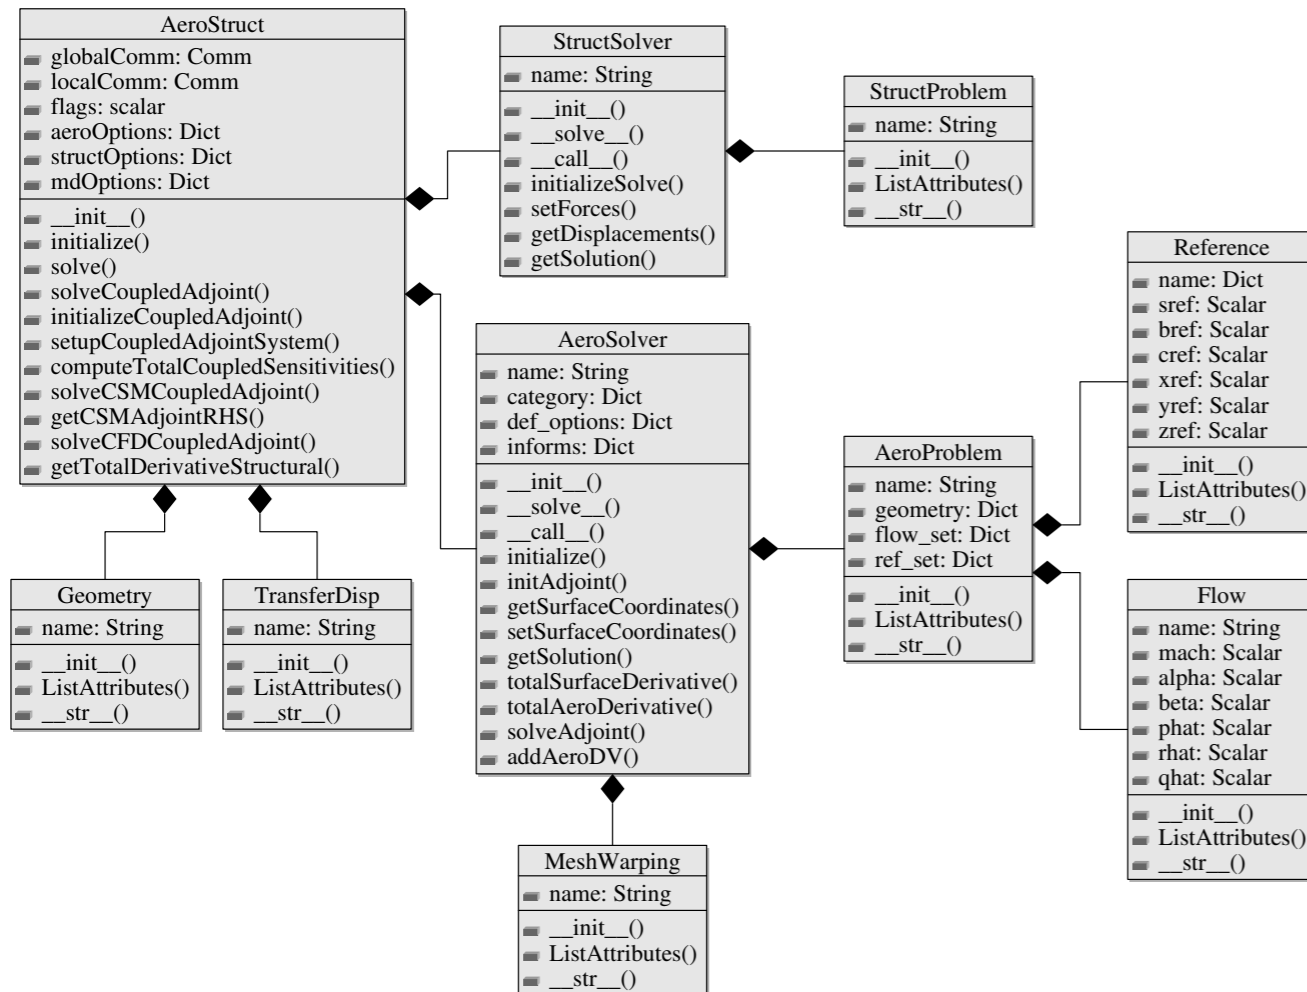 AeroStruct
globalComm: Comm
localComm: Comm
flags: scalar
aeroOptions: Dict
structOptions: Dict
mdOptions: Dict
__init__()
initialize()
solve()
solveCoupledAdjoint()
initializeCoupledAdjoint()
setupCoupledAdjointSystem()
computeTotalCoupledSensitivities()
solveCSMCoupledAdjoint()
getCSMAdjointRHS()
solveCFDCoupledAdjoint()
getTotalDerivativeStructural()
StructSolver
name: String
__init__()
__solve__()
__call__()
initializeSolve()
setForces()
getDisplacements()
getSolution()
StructProblem
name: String
__init__()
ListAttributes()
__str__()
Reference
name: Dict
sref: Scalar
bref: Scalar
cref: Scalar
xref: Scalar
yref: Scalar
zref: Scalar
__init__()
ListAttributes()
__str__()
AeroSolver
name: String
category: Dict
def_options: Dict
informs: Dict
__init__()
__solve__()
__call__()
initialize()
initAdjoint()
getSurfaceCoordinates()
setSurfaceCoordinates()
getSolution()
totalSurfaceDerivative()
totalAeroDerivative()
solveAdjoint()
addAeroDV()
AeroProblem
name: String
geometry: Dict
flow_set: Dict
ref_set: Dict
__init__()
ListAttributes()
__str__()
Geometry
name: String
__init__()
ListAttributes()
__str__()
TransferDisp
name: String
__init__()
ListAttributes()
__str__()
Flow
name: String
mach: Scalar
alpha: Scalar
beta: Scalar
phat: Scalar
rhat: Scalar
qhat: Scalar
__init__()
ListAttributes()
__str__()
MeshWarping
name: String
__init__()
ListAttributes()
__str__()